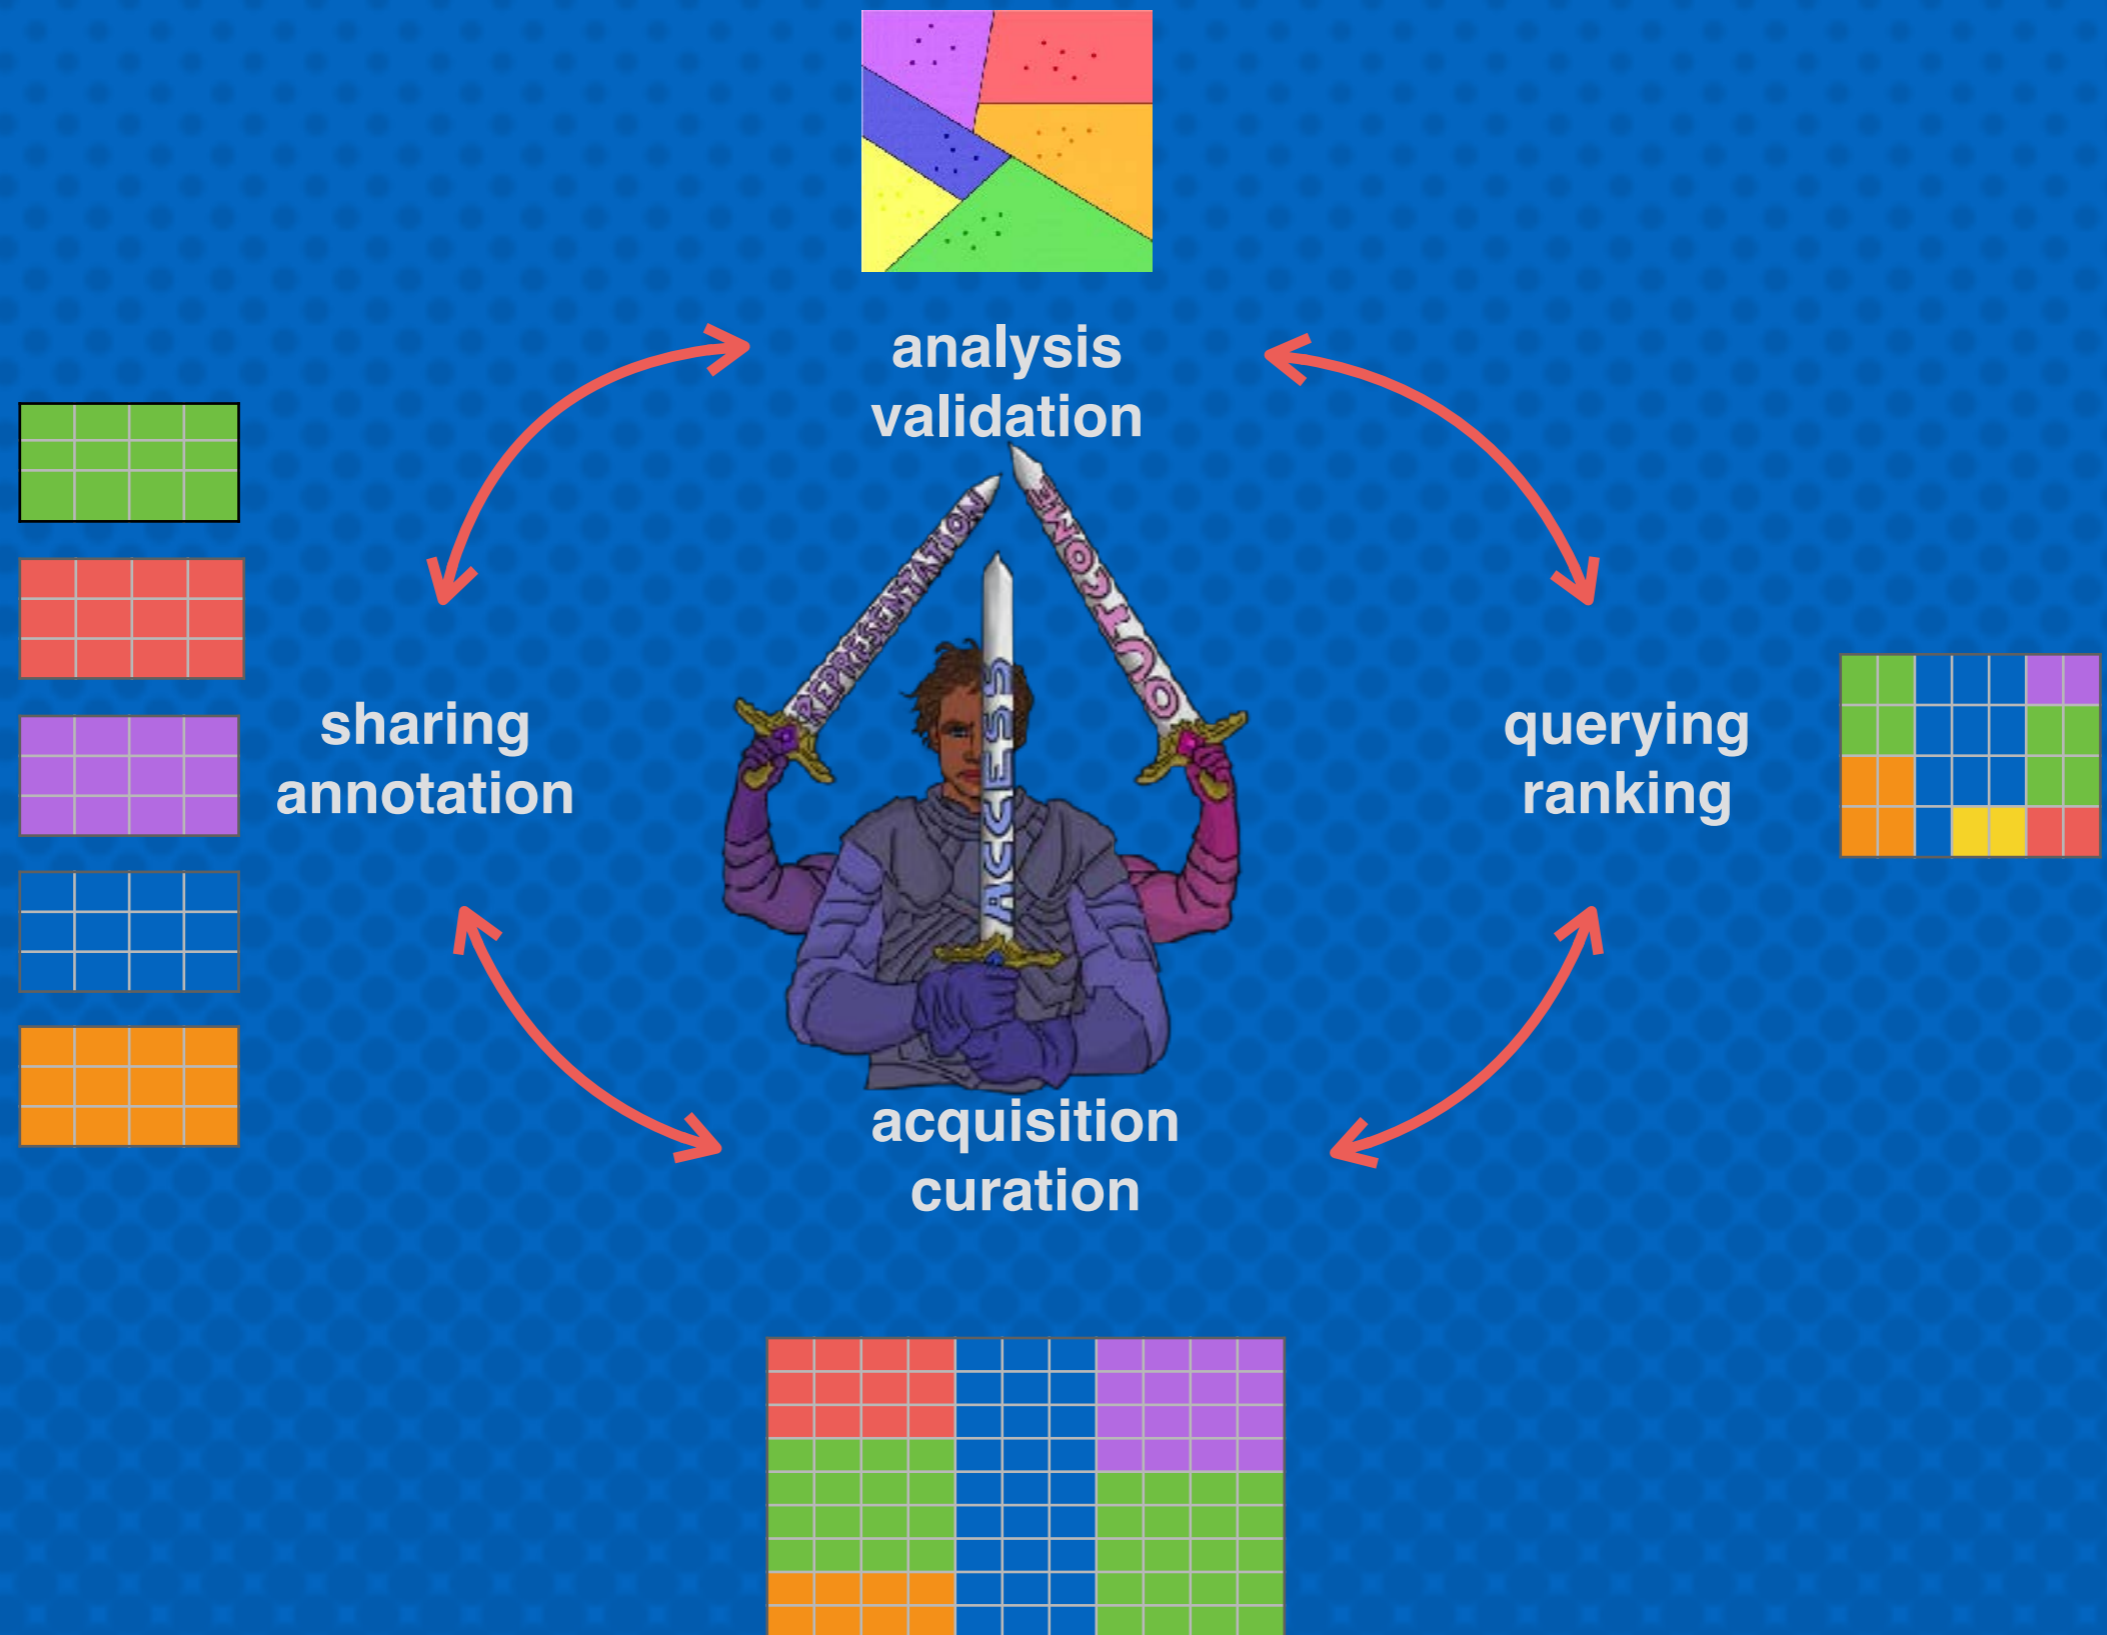 analysis
validation
REPRESENTATION
OUTCOME
ACCESS
sharing
annotation
querying
ranking
acquisition
curation